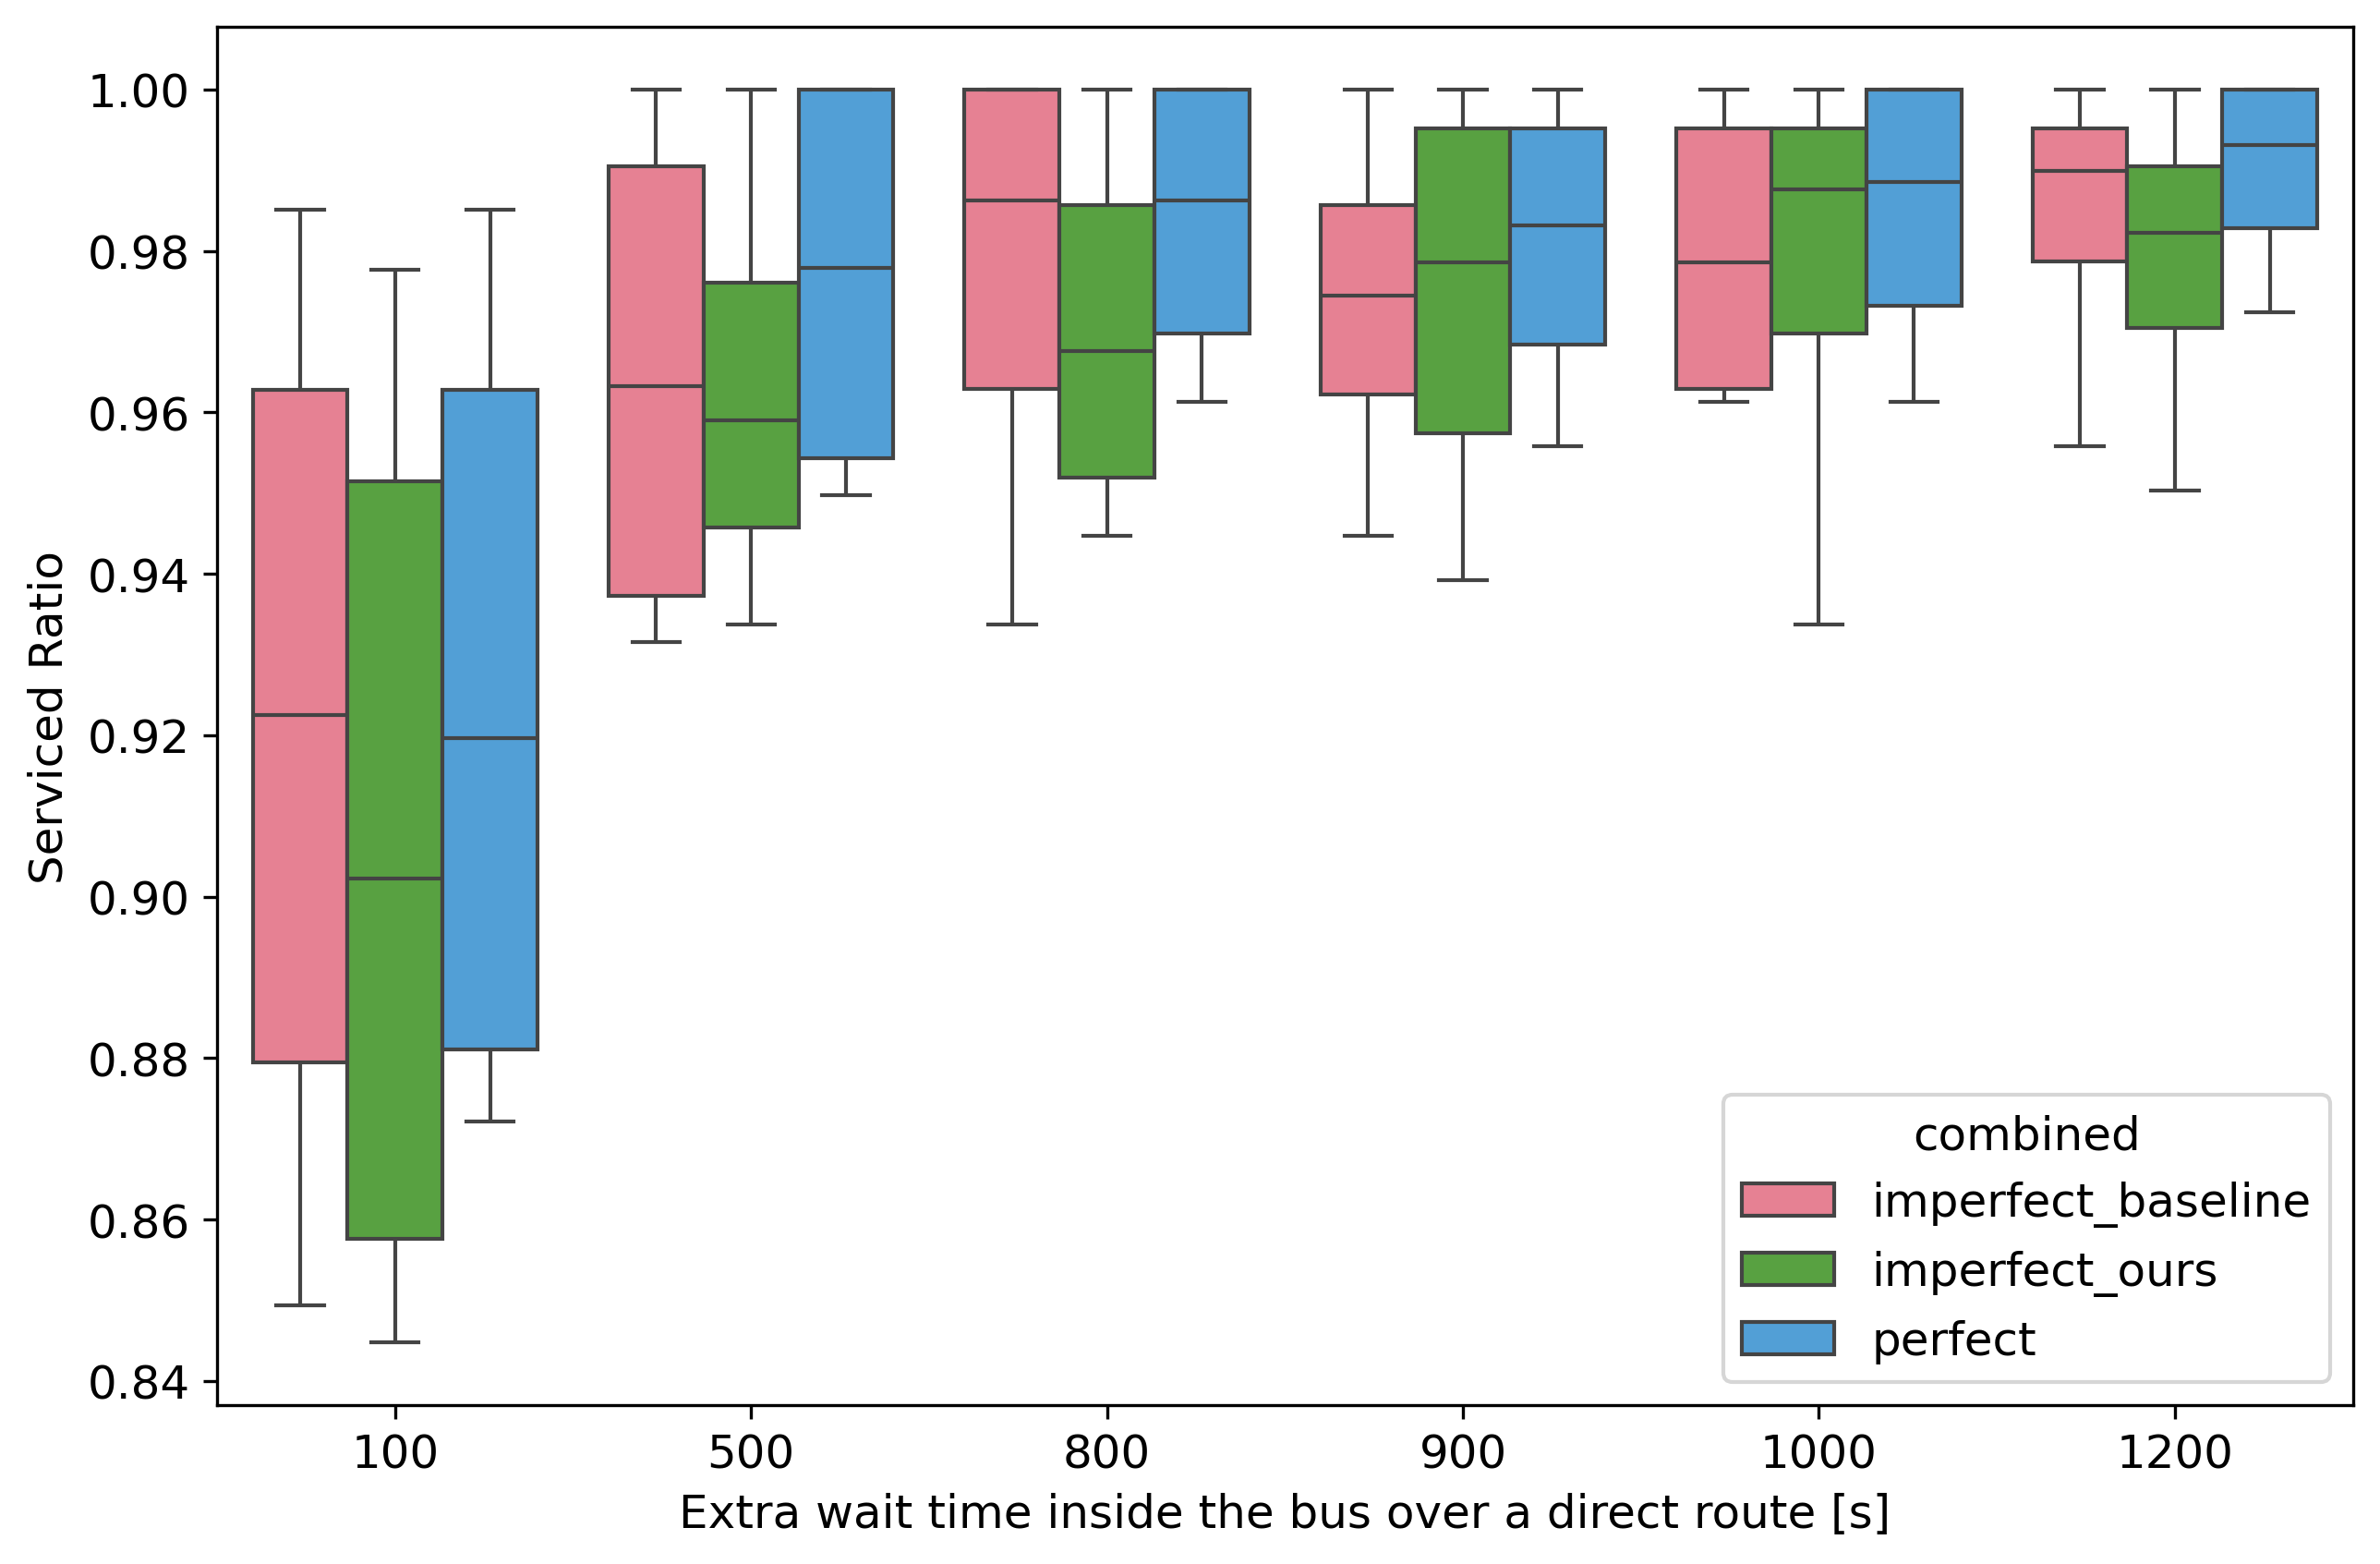 1.00
0.98
0.96
0.94
0.92
0.90
0.88
0.86
0.84
Serviced Ratio
100 500 800 900 1000 1200
Extra wait time inside the bus over a direct route [s]
combined
imperfect_baseline
imperfect_ours
perfect